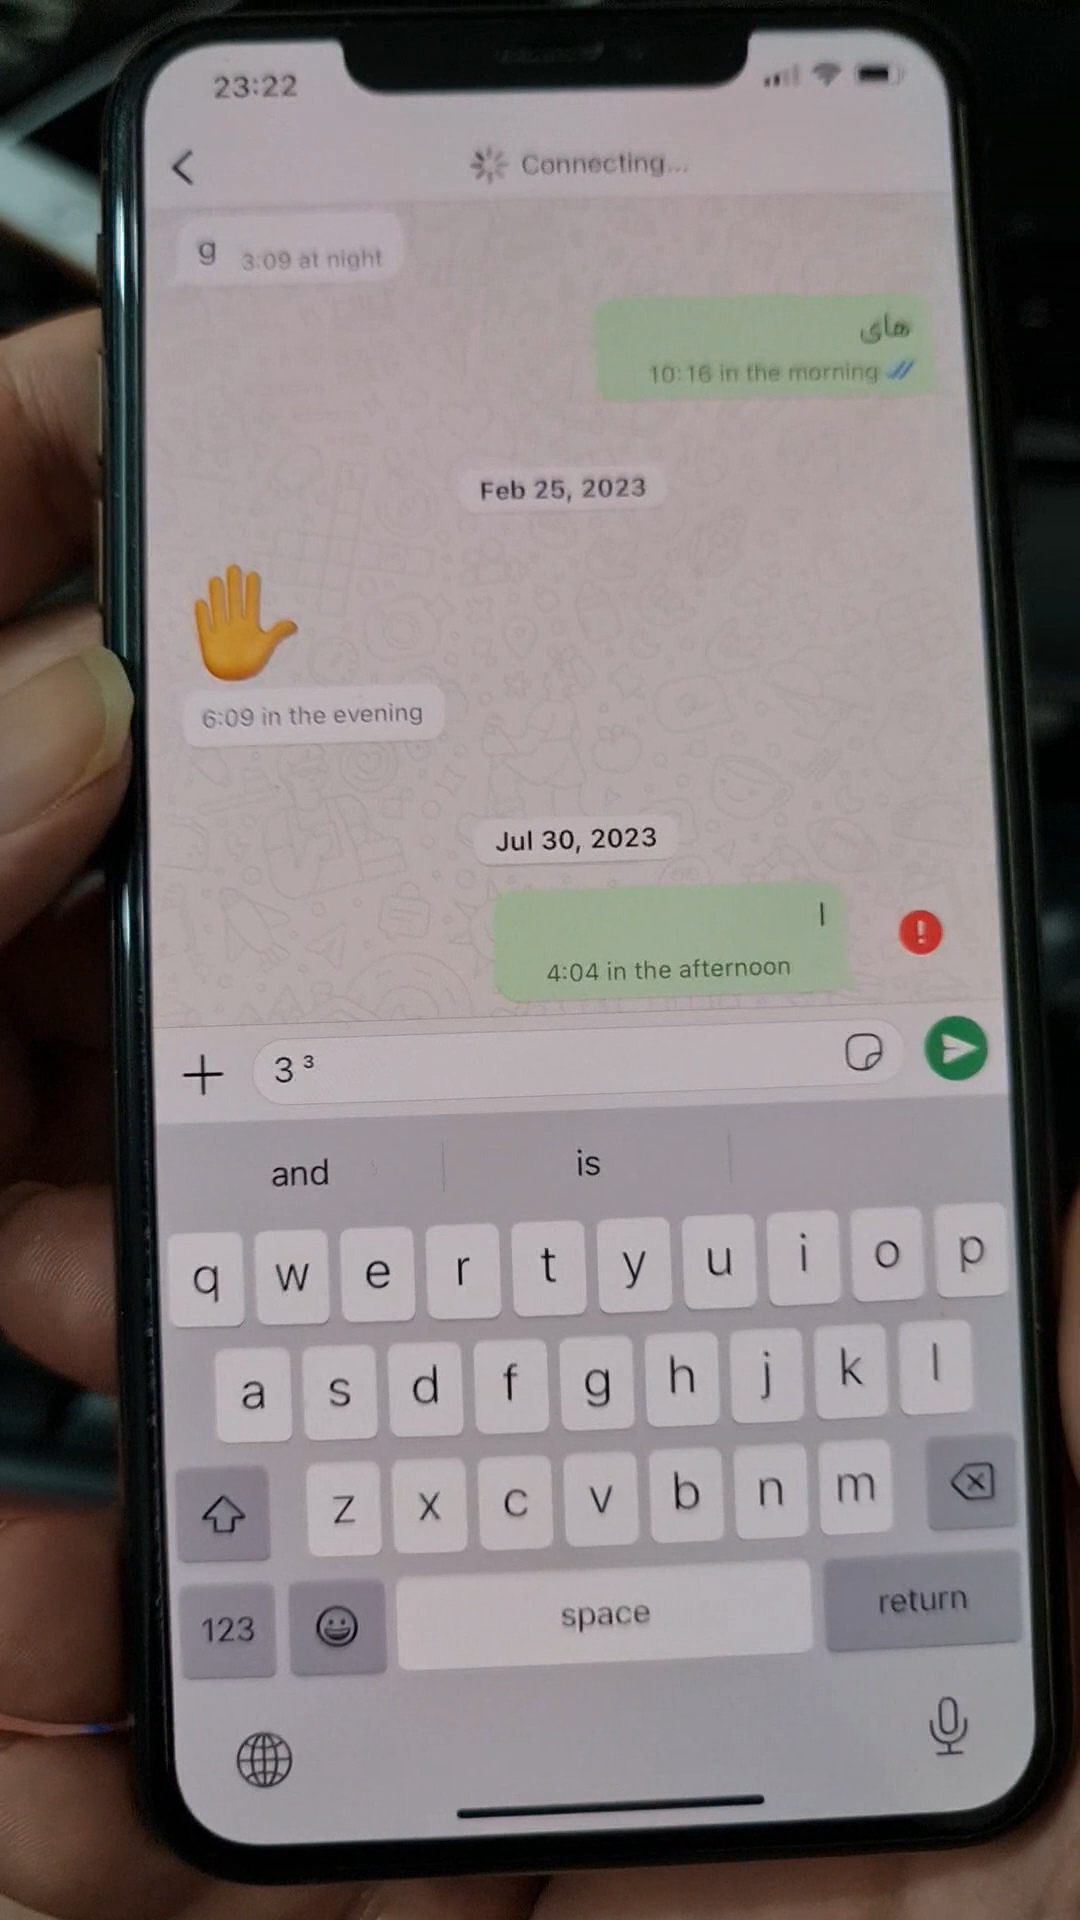 23:22
Connecting...
g 3:09 at night
های
10:16 in the morning
Feb 25, 2023
6:09 in the evening
Jul 30, 2023
ا
4:04 in the afternoon
3 ³
and is
q w e r t y u i o p
a s d f g h j k l
z x c v b n m
123 space return